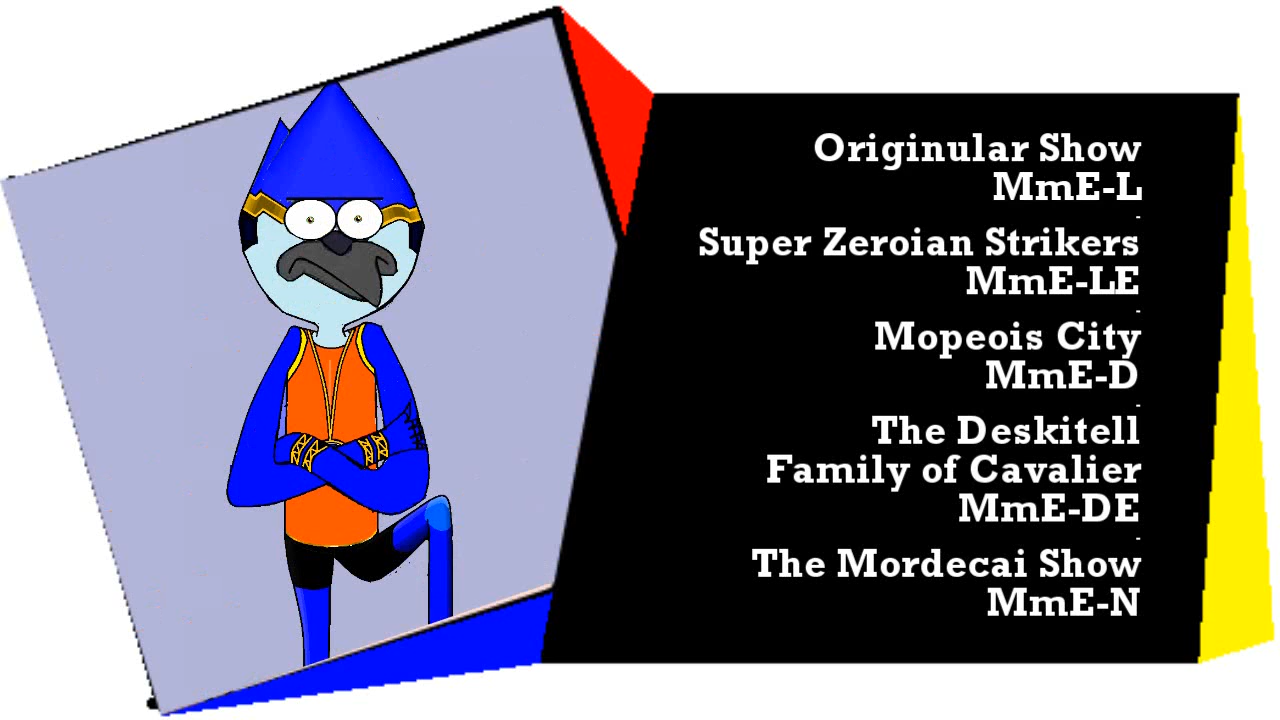 Originular Show
MmE-L
-
Super Zeroian Strikers
MmE-LE
-
Mopeois City
MmE-D
-
The Deskitell
Family of Cavalier
MmE-DE
-
The Mordecai Show
MmE-N